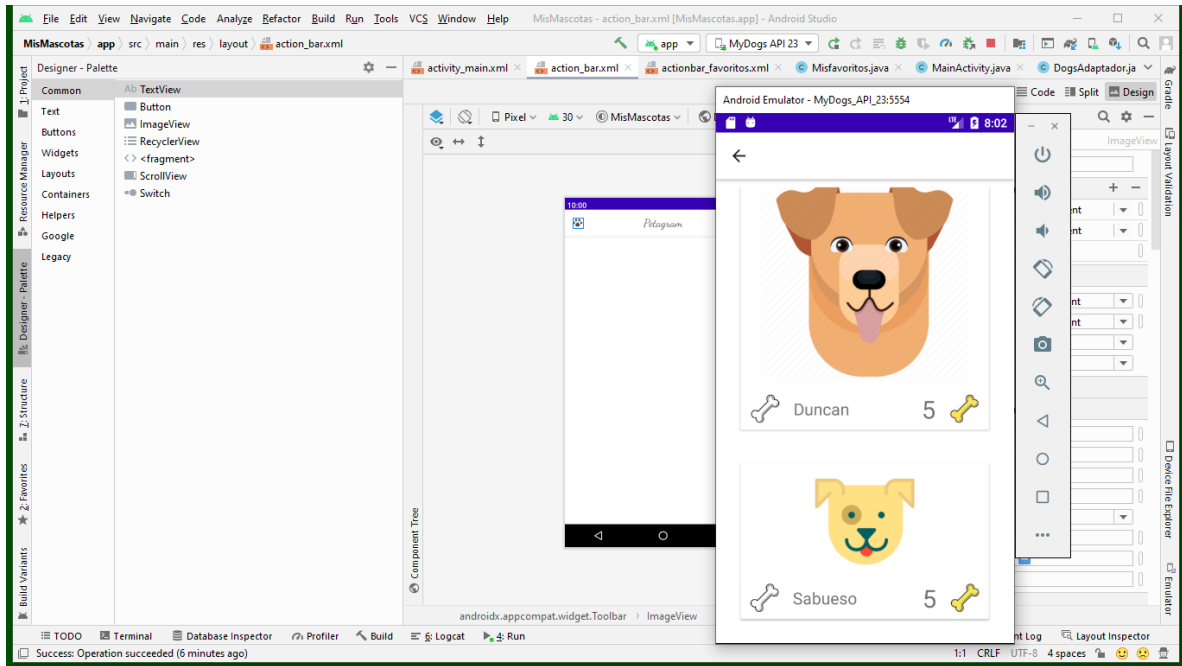 File Edit View Navigate Code Analyze Refactor Build Run Tools VCS Window Help MisMascotas - action_bar.xml [MisMascotas.app] - Android Studio
MisMascotas app src main res layout action_bar.xml app MyDogs API 23
1: Project
Resource Manager
Designer - Palette
Z: Structure
2: Favorites
Build Variants
Designer - Palette
Common
Text
Buttons
Widgets
Layouts
Containers
Helpers
Google
Legacy
Ab TextView
Button
ImageView
RecyclerView
<fragment>
ScrollView
Switch
activity_main.xml action_bar.xml actionbar_favoritos.xml Misfavoritos.java MainActivity.java DogsAdaptador.ja
Code Split Design
Pixel 30 MisMascotas
ImageView
10:00
Petagram
Component Tree
androidx.appcompat.widget.Toolbar ImageView
Android Emulator - MyDogs_API_23:5554
LTE 8:02
Duncan 5
Sabueso 5
nt
nt
nt
nt
Gradle
Layout Validation
Device File Explorer
Emulator
TODO Terminal Database Inspector Profiler Build 6: Logcat 4: Run nt Log Layout Inspector
Success: Operation succeeded (6 minutes ago) 1:1 CRLF UTF-8 4 spaces